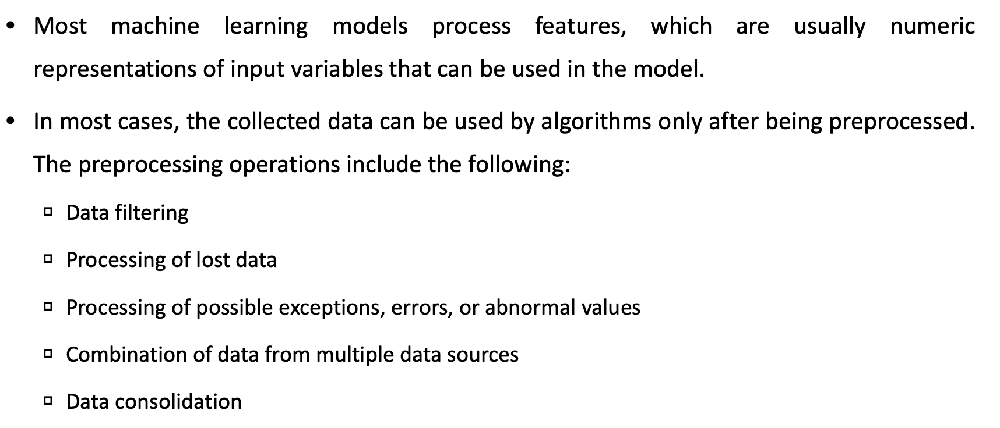 • Most machine learning models process features, which are usually numeric
representations of input variables that can be used in the model.
• In most cases, the collected data can be used by algorithms only after being preprocessed.
The preprocessing operations include the following:
▫ Data filtering
▫ Processing of lost data
▫ Processing of possible exceptions, errors, or abnormal values
▫ Combination of data from multiple data sources
▫ Data consolidation